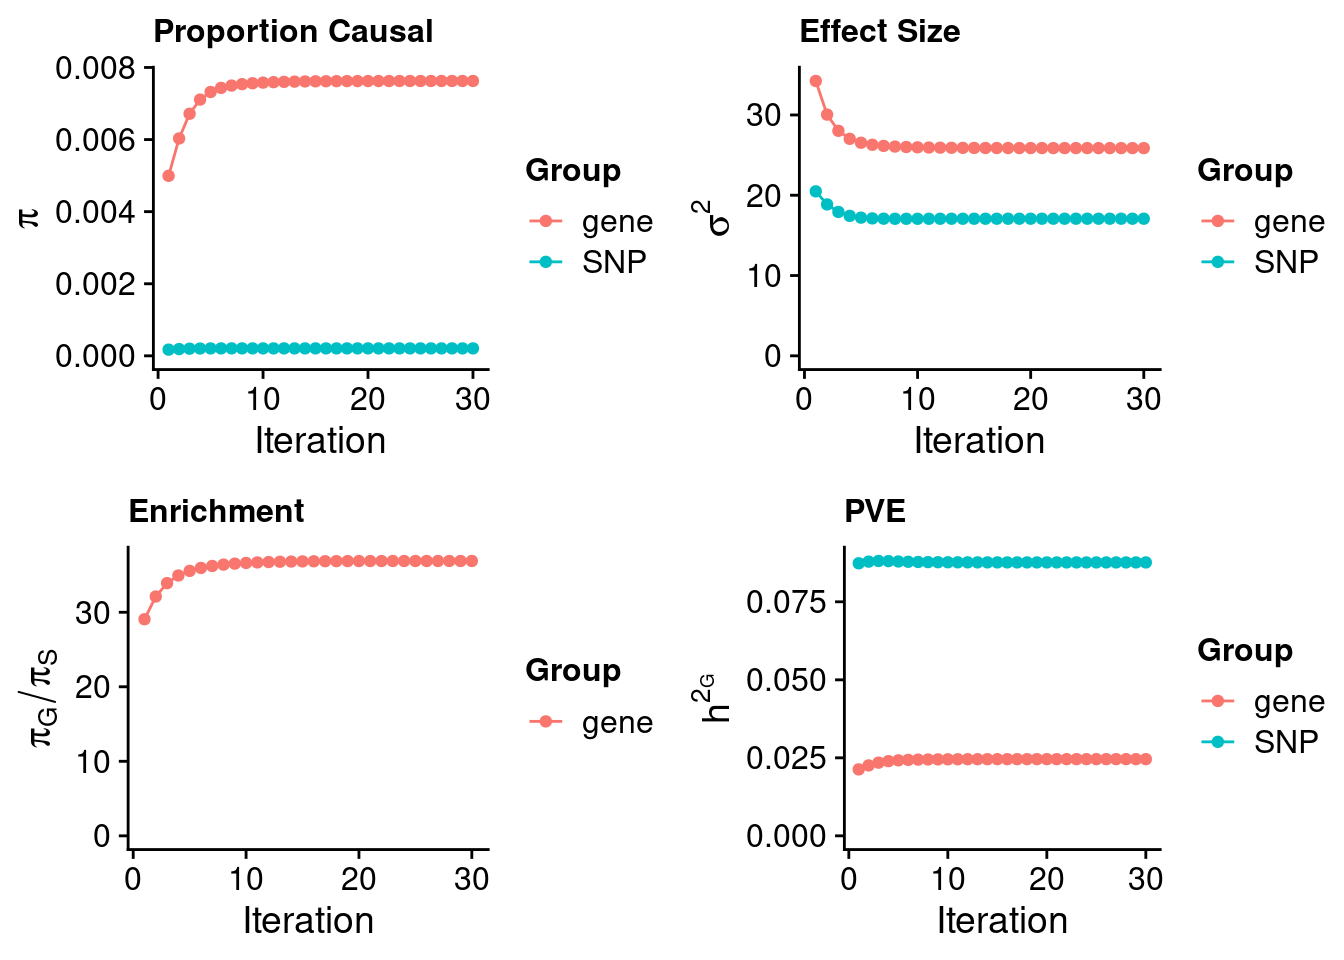 Proportion Causal
π
0.008
0.006
0.004
0.002
0.000
0 10 20 30
Iteration
Group
gene
SNP
Effect Size
σ²
30
20
10
0
0 10 20 30
Iteration
Group
gene
SNP
Enrichment
π_G/π_S
30
20
10
0
0 10 20 30
Iteration
Group
gene
PVE
h²ᴳ
0.075
0.050
0.025
0.000
0 10 20 30
Iteration
Group
gene
SNP